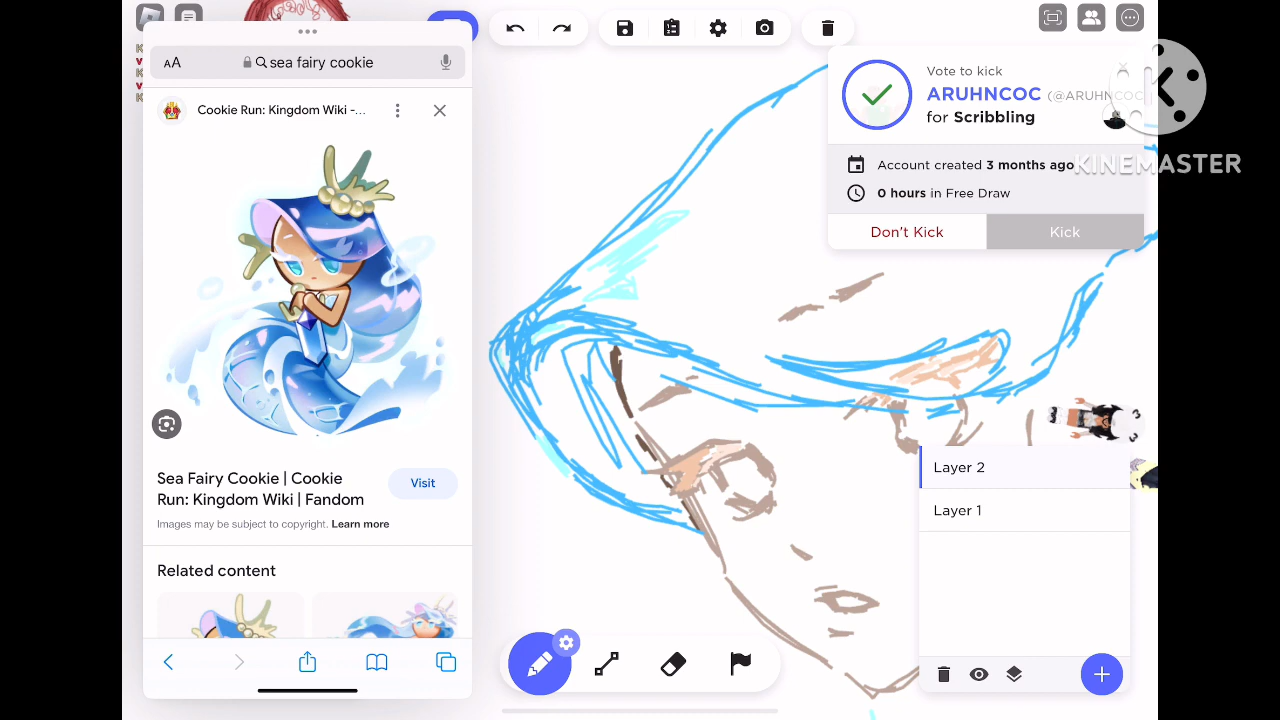 AA
sea fairy cookie
Cookie Run: Kingdom Wiki -...
Sea Fairy Cookie | Cookie
Run: Kingdom Wiki | Fandom
Visit
Images may be subject to copyright. Learn more
Related content
Vote to kick
ARUHNCOC (@ARUHNCOC
for Scribbling
Account created 3 months ago
0 hours in Free Draw
Don't Kick
Kick
KINEMASTER
Layer 2
Layer 1